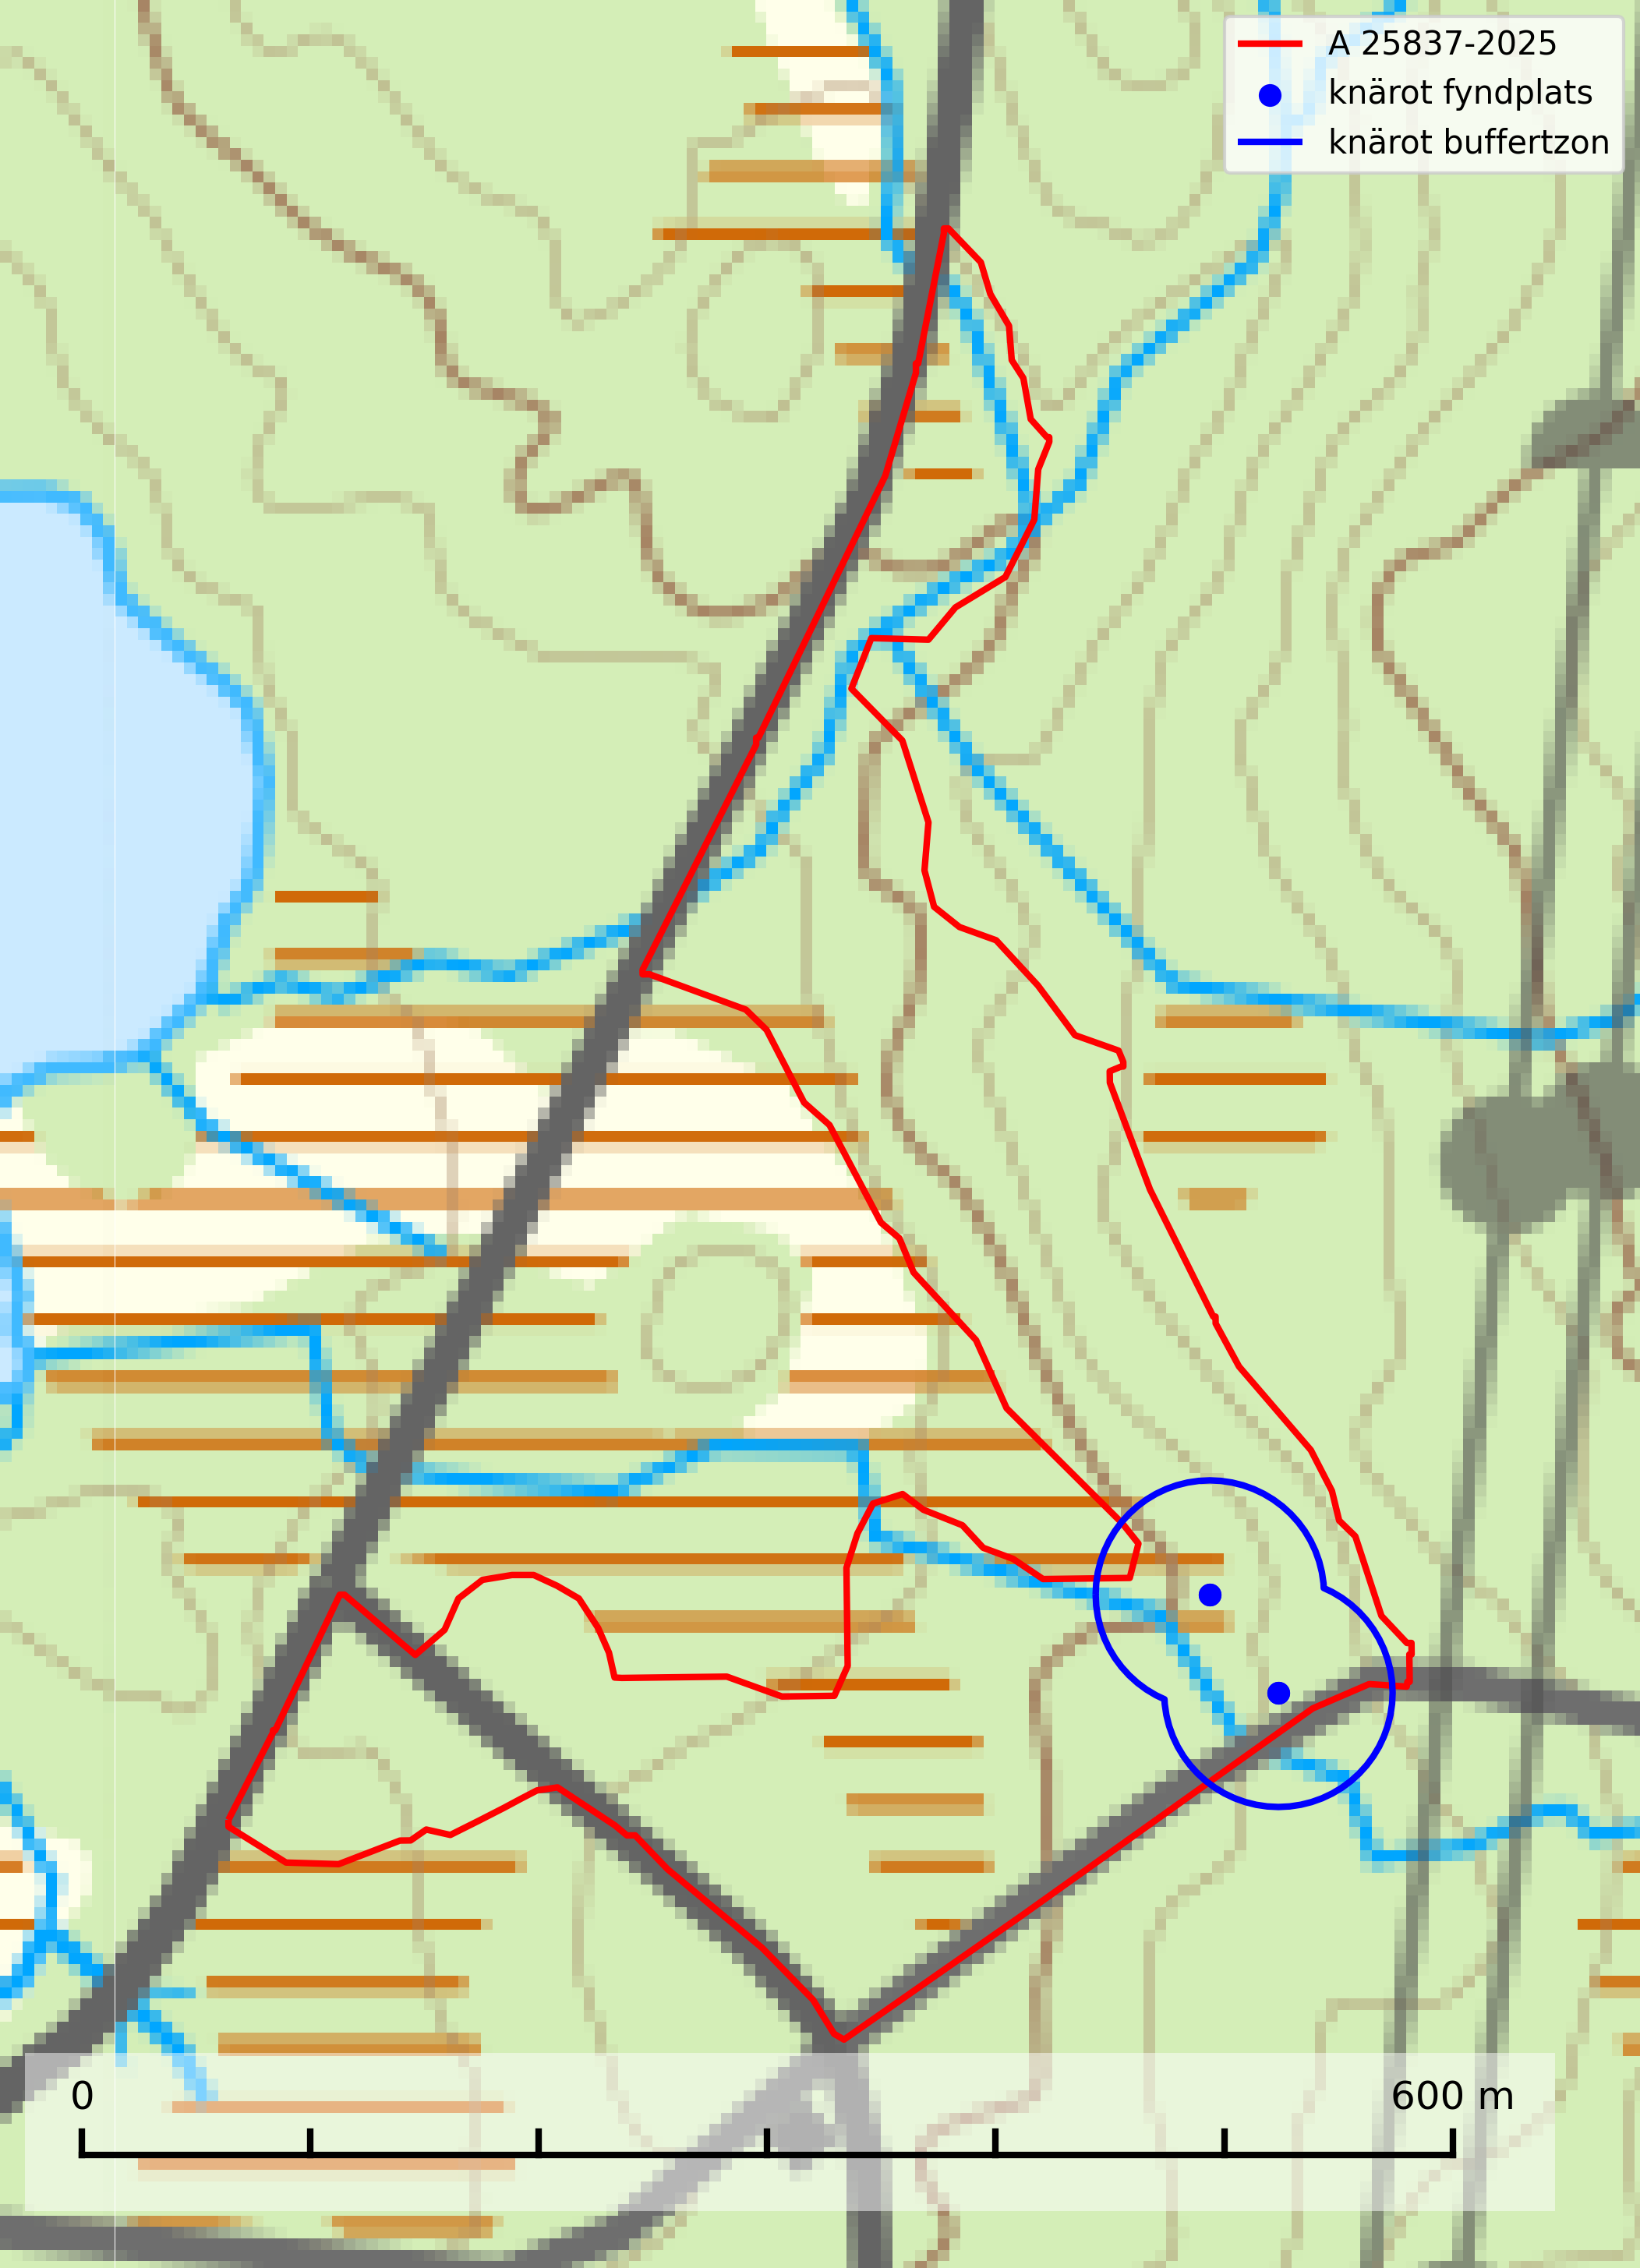 A 25837-2025
knärot fyndplats
knärot buffertzon
0
600 m